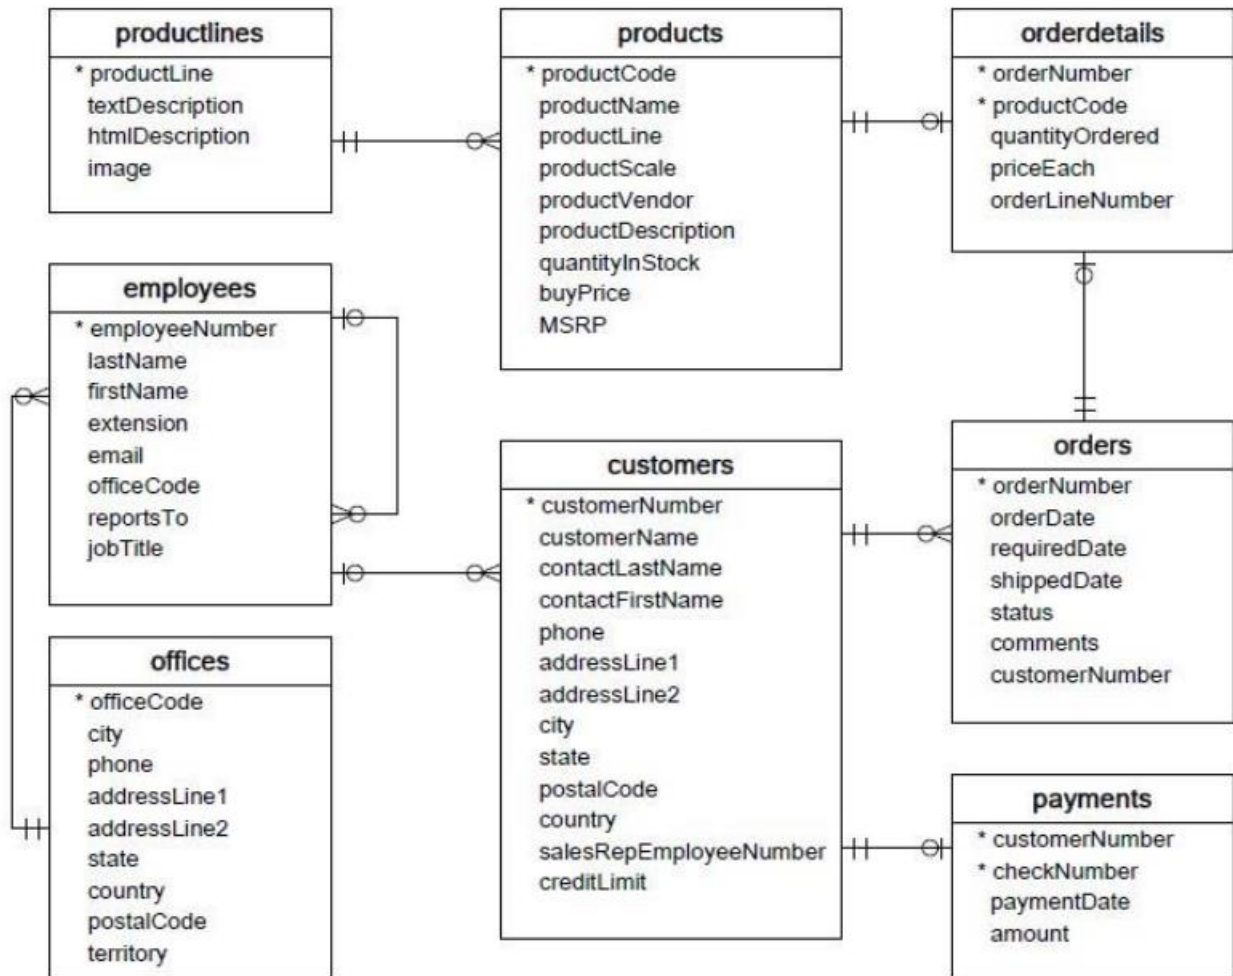 productlines
* productLine
textDescription
htmlDescription
image
products
* productCode
productName
productLine
productScale
productVendor
productDescription
quantityInStock
buyPrice
MSRP
orderdetails
* orderNumber
* productCode
quantityOrdered
priceEach
orderLineNumber
employees
* employeeNumber
lastName
firstName
extension
email
officeCode
reportsTo
jobTitle
customers
* customerNumber
customerName
contactLastName
contactFirstName
phone
addressLine1
addressLine2
city
state
postalCode
country
salesRepEmployeeNumber
creditLimit
orders
* orderNumber
orderDate
requiredDate
shippedDate
status
comments
customerNumber
offices
* officeCode
city
phone
addressLine1
addressLine2
state
country
postalCode
territory
payments
* customerNumber
* checkNumber
paymentDate
amount